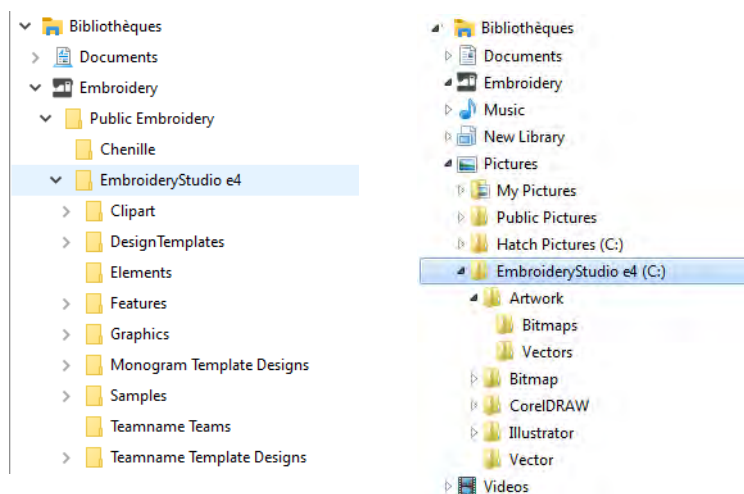 Bibliothèques
Documents
Embroidery
Public Embroidery
Chenille
EmbroideryStudio e4
Clipart
DesignTemplates
Elements
Features
Graphics
Monogram Template Designs
Samples
Teamname Teams
Teamname Template Designs
Bibliothèques
Documents
Embroidery
Music
New Library
Pictures
My Pictures
Public Pictures
Hatch Pictures (C:)
EmbroideryStudio e4 (C:)
Artwork
Bitmaps
Vectors
Bitmap
CorelDRAW
Illustrator
Vector
Videos